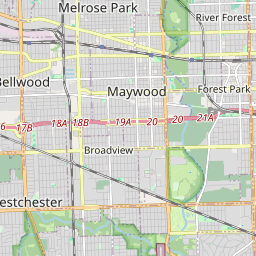 Melrose Park
River Forest
Bellwood
Maywood
Forest Park
6 17B 18A 18B 19A 20 20 21A
Broadview
estchester